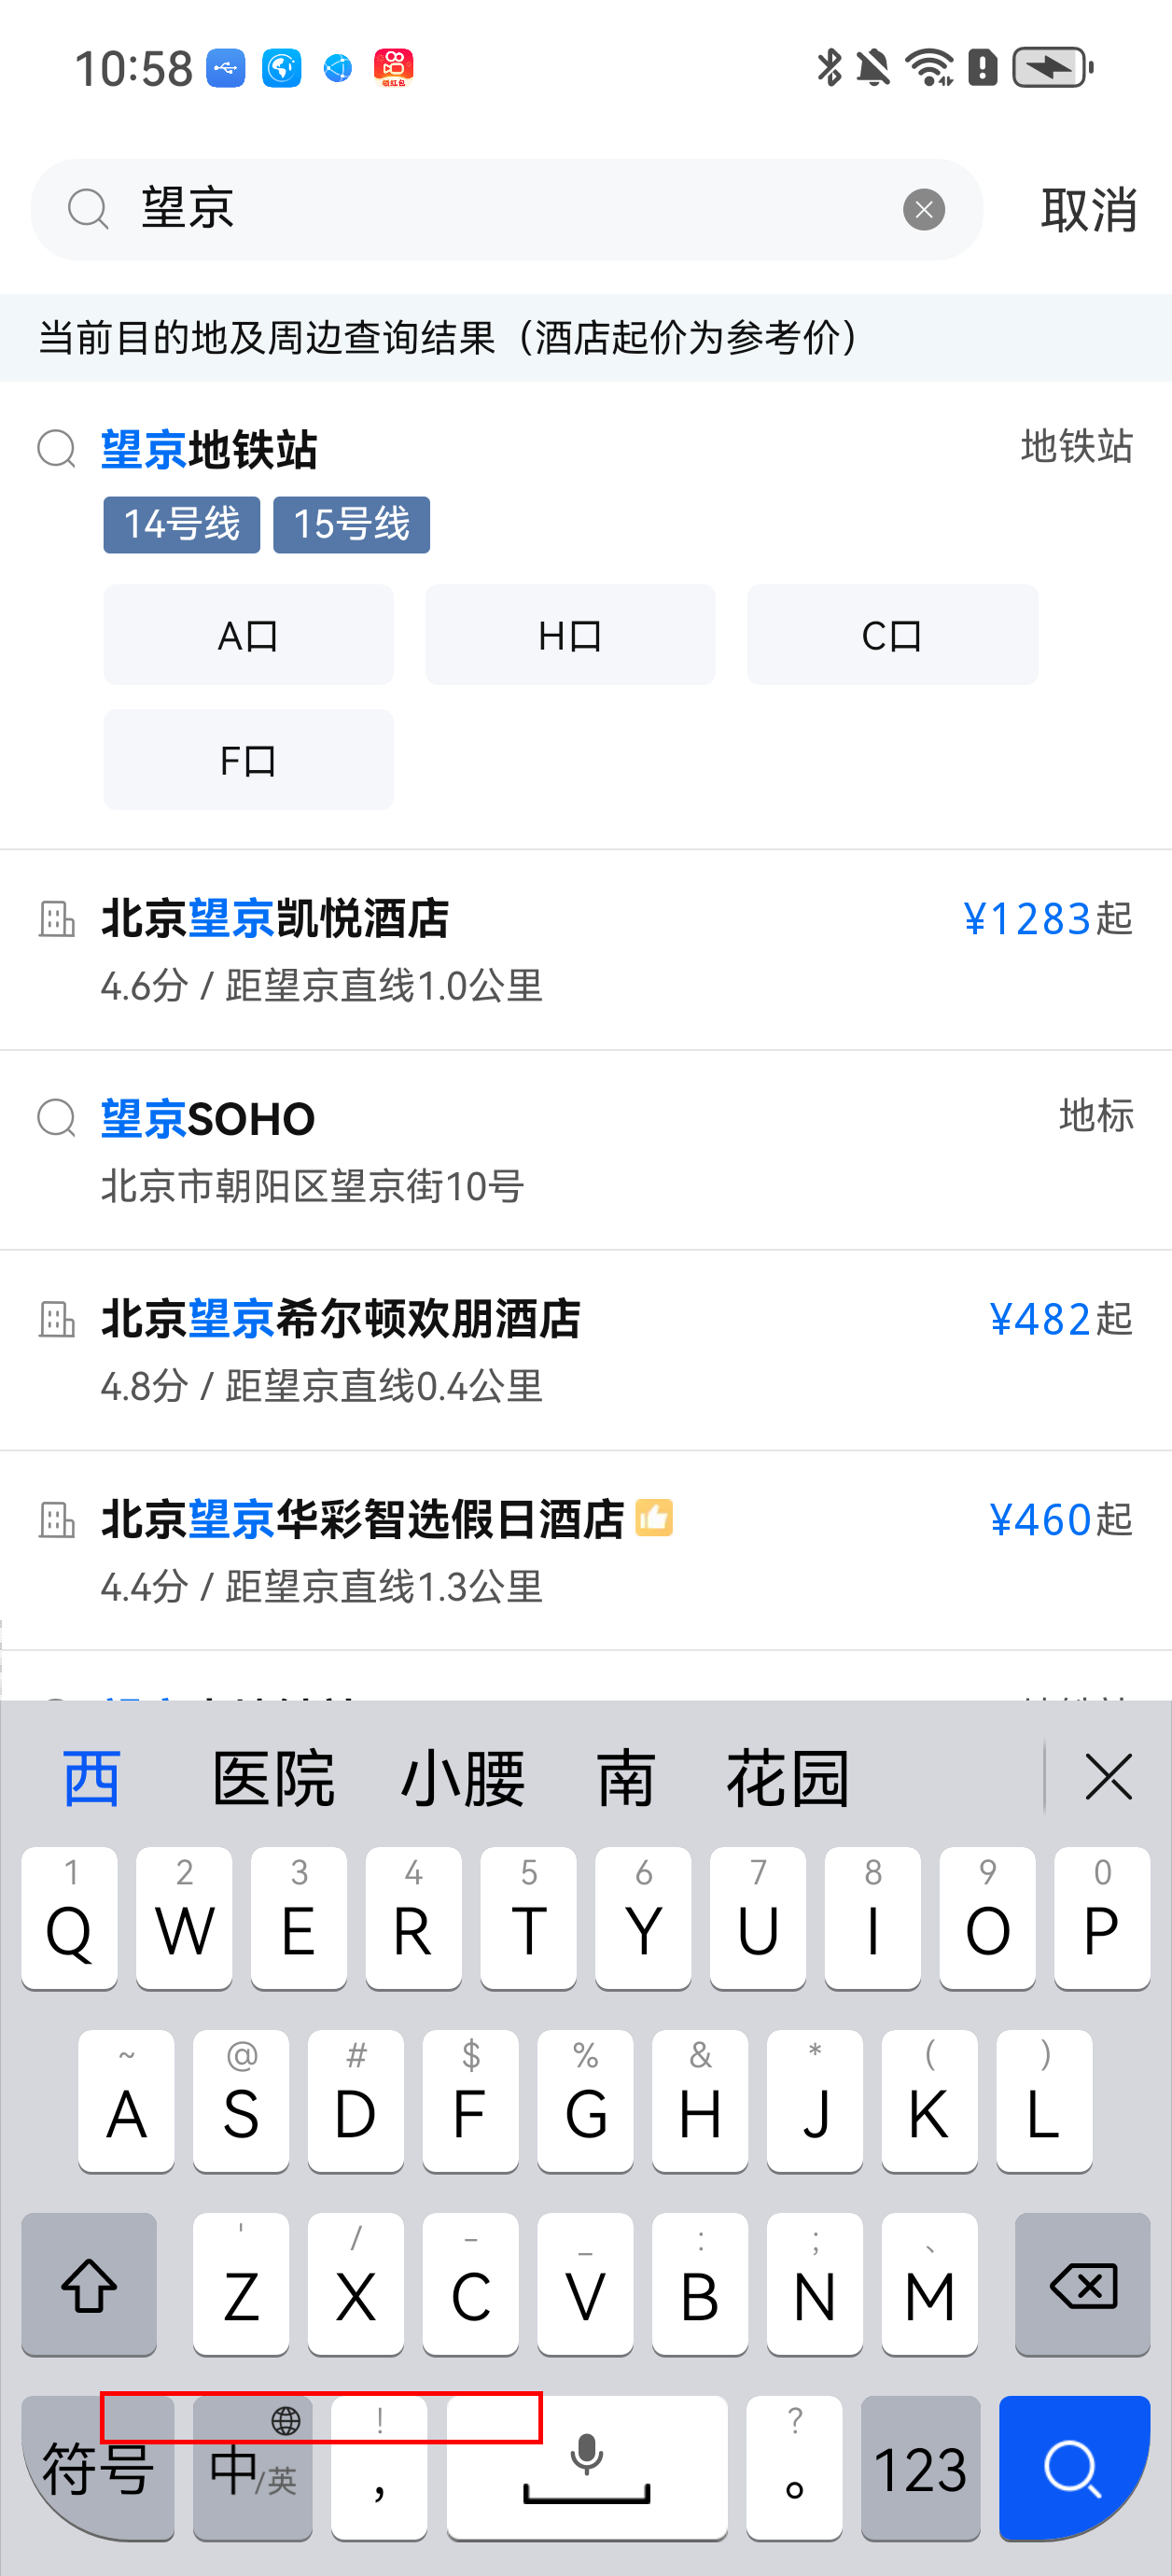 10:58
领红包
望京
取消
当前目的地及周边查询结果（酒店起价为参考价）
望京地铁站 地铁站
14号线 15号线
A口 H口 C口
F口
北京望京凯悦酒店 ¥1283起
4.6分 / 距望京直线1.0公里
望京SOHO 地标
北京市朝阳区望京街10号
北京望京希尔顿欢朋酒店 ¥482起
4.8分 / 距望京直线0.4公里
北京望京华彩智选假日酒店 ¥460起
4.4分 / 距望京直线1.3公里
西 医院 小腰 南 花园
1 2 3 4 5 6 7 8 9 0
Q W E R T Y U I O P
~ @ # $ % & * ( )
A S D F G H J K L
' / - _ : ; 、
Z X C V B N M
! ?
符号 中/英 ， 。 123